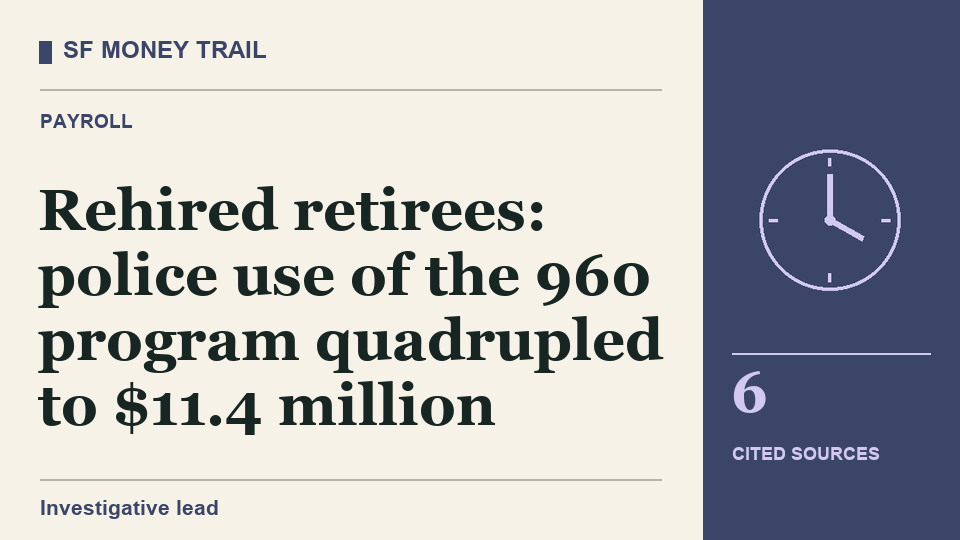 SF MONEY TRAIL
PAYROLL
Rehired retirees:
police use of the 960
program quadrupled
to $11.4 million
Investigative lead
6
CITED SOURCES